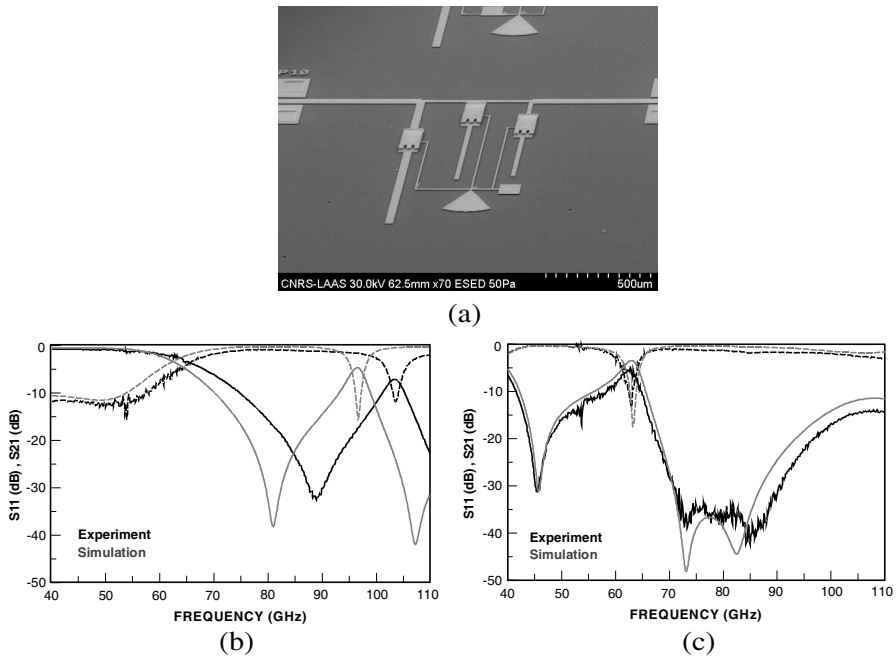 P10
CNRS-LAAS 30.0kV 62.5mm x70 ESED 50Pa 500um
(a)
0
-10
-20
-30
-40
-50
S11 (dB) , S21 (dB)
Experiment
Simulation
40 50 60 70 80 90 100 110
FREQUENCY (GHz)
(b)
0
-10
-20
-30
-40
-50
S11 (dB) , S21 (dB)
Experiment
Simulation
40 50 60 70 80 90 100 110
FREQUENCY (GHz)
(c)